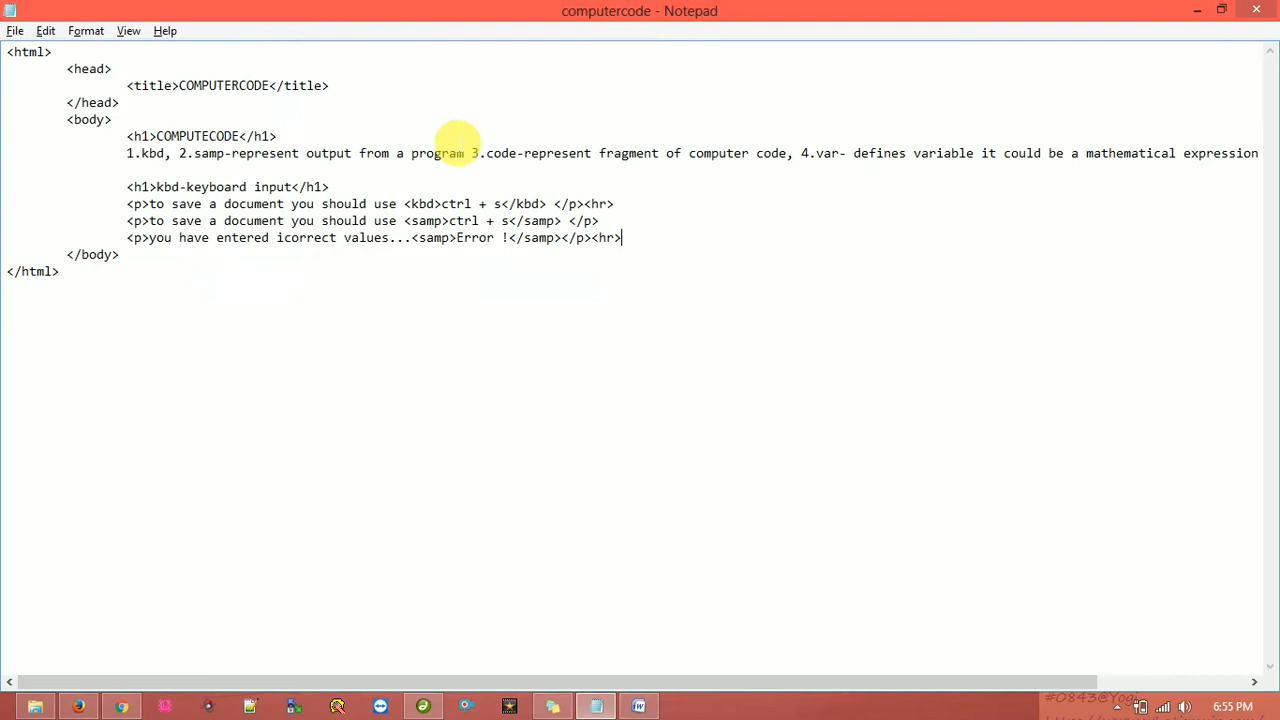 computercode - Notepad
File Edit Format View Help
<html>
<head>
<title>COMPUTERCODE</title>
</head>
<body>
<h1>COMPUTECODE</h1>
1.kbd, 2.samp-represent output from a program 3.code-represent fragment of computer code, 4.var- defines variable it could be a mathematical expression
<h1>kbd-keyboard input</h1>
<p>to save a document you should use <kbd>ctrl + s</kbd> </p><hr>
<p>to save a document you should use <samp>ctrl + s</samp> </p>
<p>you have entered icorrect values...<samp>Error !</samp></p><hr>
</body>
</html>
#0843@Yogi
6:55 PM